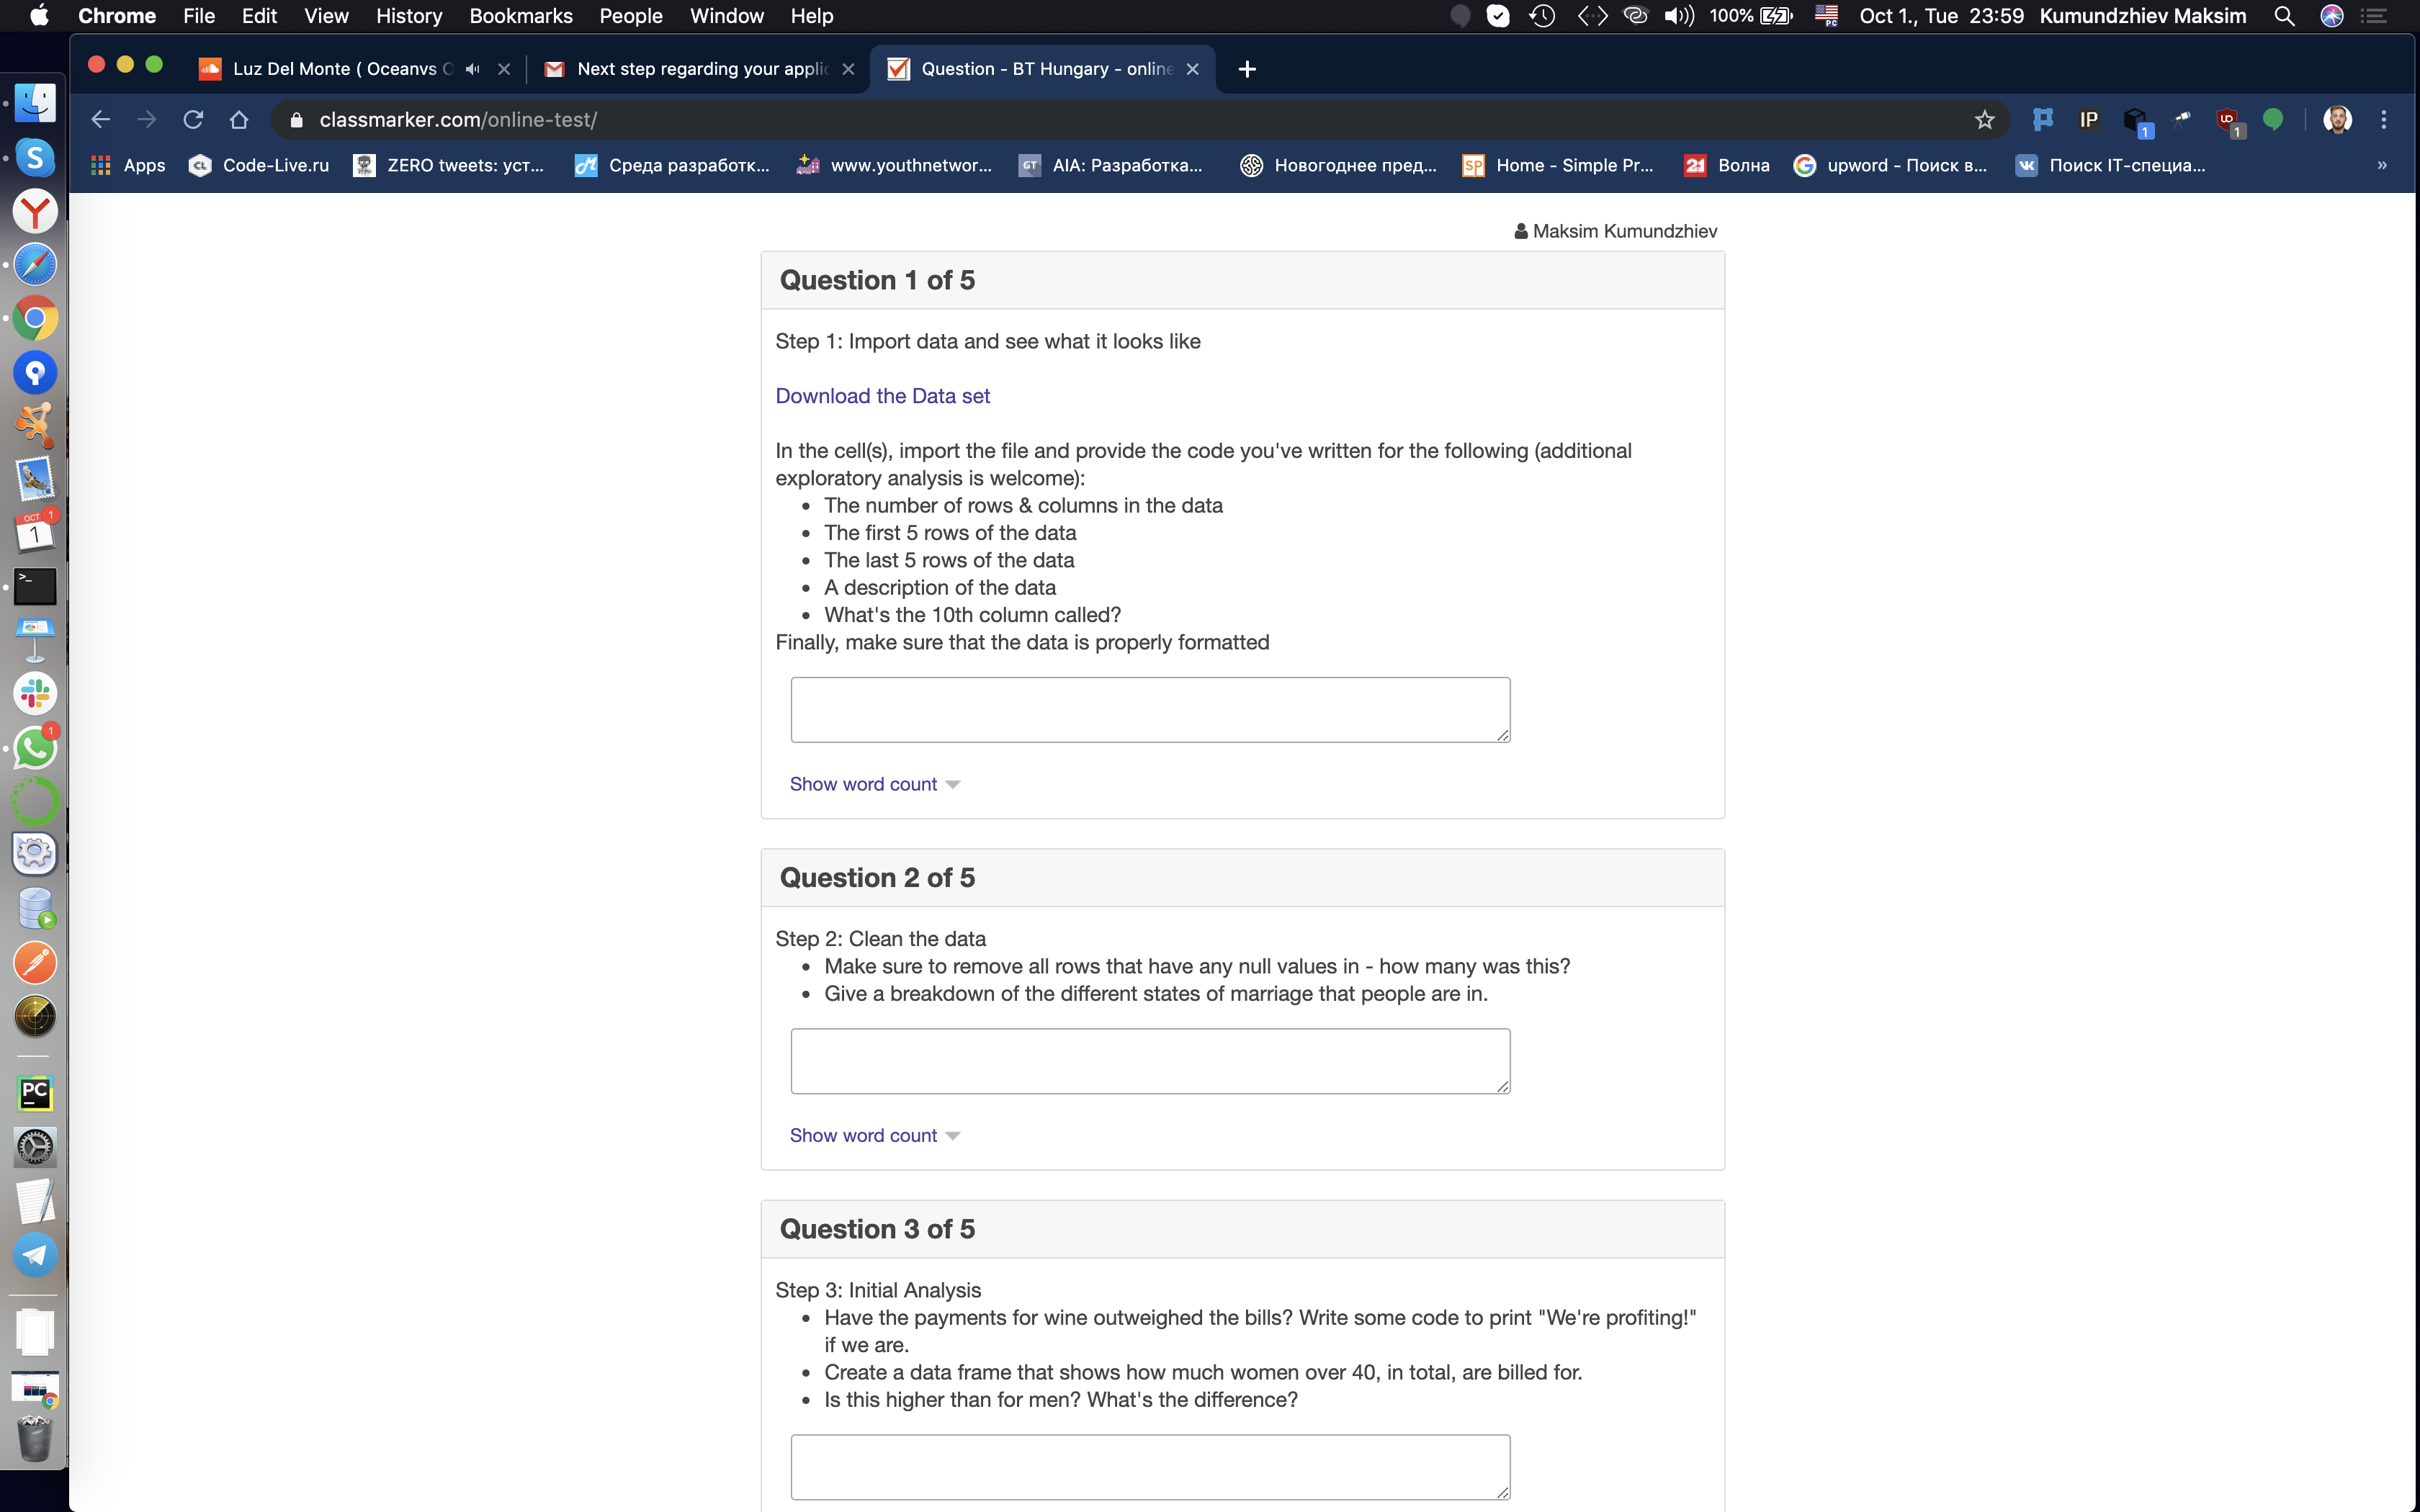 Chrome File Edit View History Bookmarks People Window Help 100% Oct 1., Tue 23:59 Kumundzhiev Maksim
Luz Del Monte ( Oceanvs
Next step regarding your applic
Question - BT Hungary - online
classmarker.com/online-test/
IP
1
1
Apps
Code-Live.ru
ZERO tweets: уст...
Среда разработк...
www.youthnetwor...
AIA: Разработка...
Новогоднее пред...
Home - Simple Pr...
Волна
upword - Поиск в...
Поиск IT-специа...
Maksim Kumundzhiev
Question 1 of 5
Step 1: Import data and see what it looks like
Download the Data set
In the cell(s), import the file and provide the code you've written for the following (additional
exploratory analysis is welcome):
• The number of rows & columns in the data
• The first 5 rows of the data
• The last 5 rows of the data
• A description of the data
• What's the 10th column called?
Finally, make sure that the data is properly formatted
Show word count
Question 2 of 5
Step 2: Clean the data
• Make sure to remove all rows that have any null values in - how many was this?
• Give a breakdown of the different states of marriage that people are in.
Show word count
Question 3 of 5
Step 3: Initial Analysis
• Have the payments for wine outweighed the bills? Write some code to print "We're profiting!"
if we are.
• Create a data frame that shows how much women over 40, in total, are billed for.
• Is this higher than for men? What's the difference?
OCT
1
1
1
PC